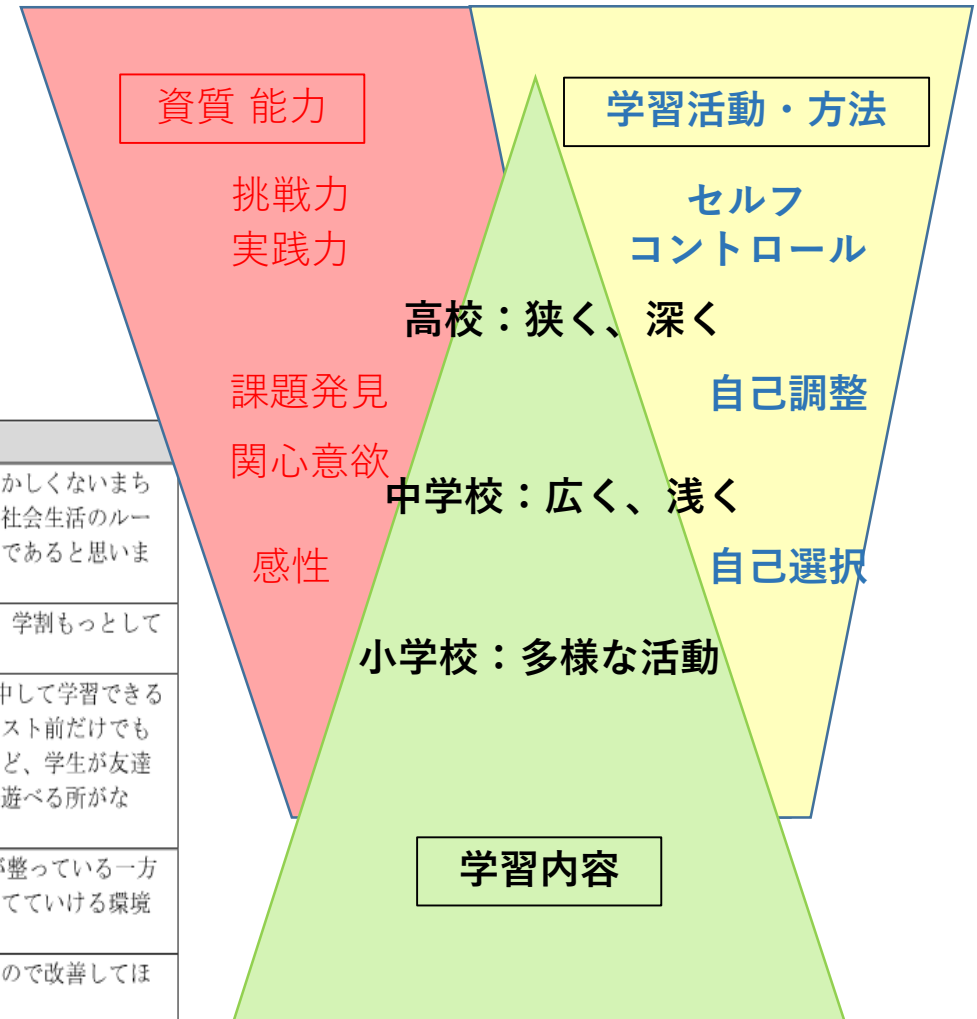 資質 能力
学習活動・方法
挑戦力
実践力
セルフ
コントロール
高校：狭く、深く
課題発見
自己調整
関心意欲
中学校：広く、浅く
感性
自己選択
小学校：多様な活動
学習内容
かしくないまち
社会生活のルー
であると思いま
学割もっとして
中して学習できる
スト前だけでも
ど、学生が友達
遊べる所がな
が整っている一方
てていける環境
ので改善してほ